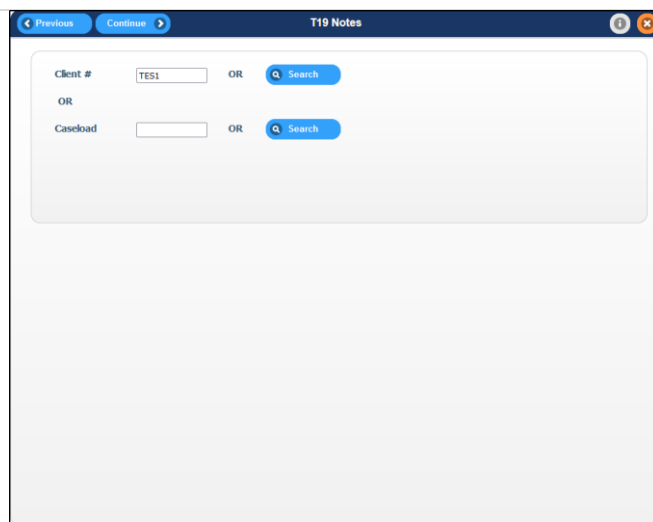 Previous Continue T19 Notes
Client # TES1 OR Search
OR
Caseload OR Search